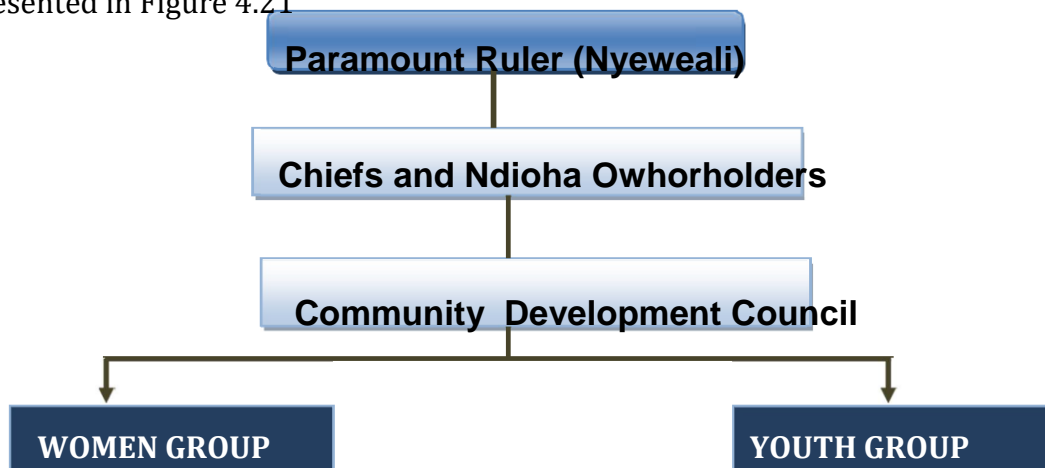 esented in Figure 4.21
Paramount Ruler (Nyeweali)
Chiefs and Ndioha Owhorholders
Community Development Council
WOMEN GROUP
YOUTH GROUP